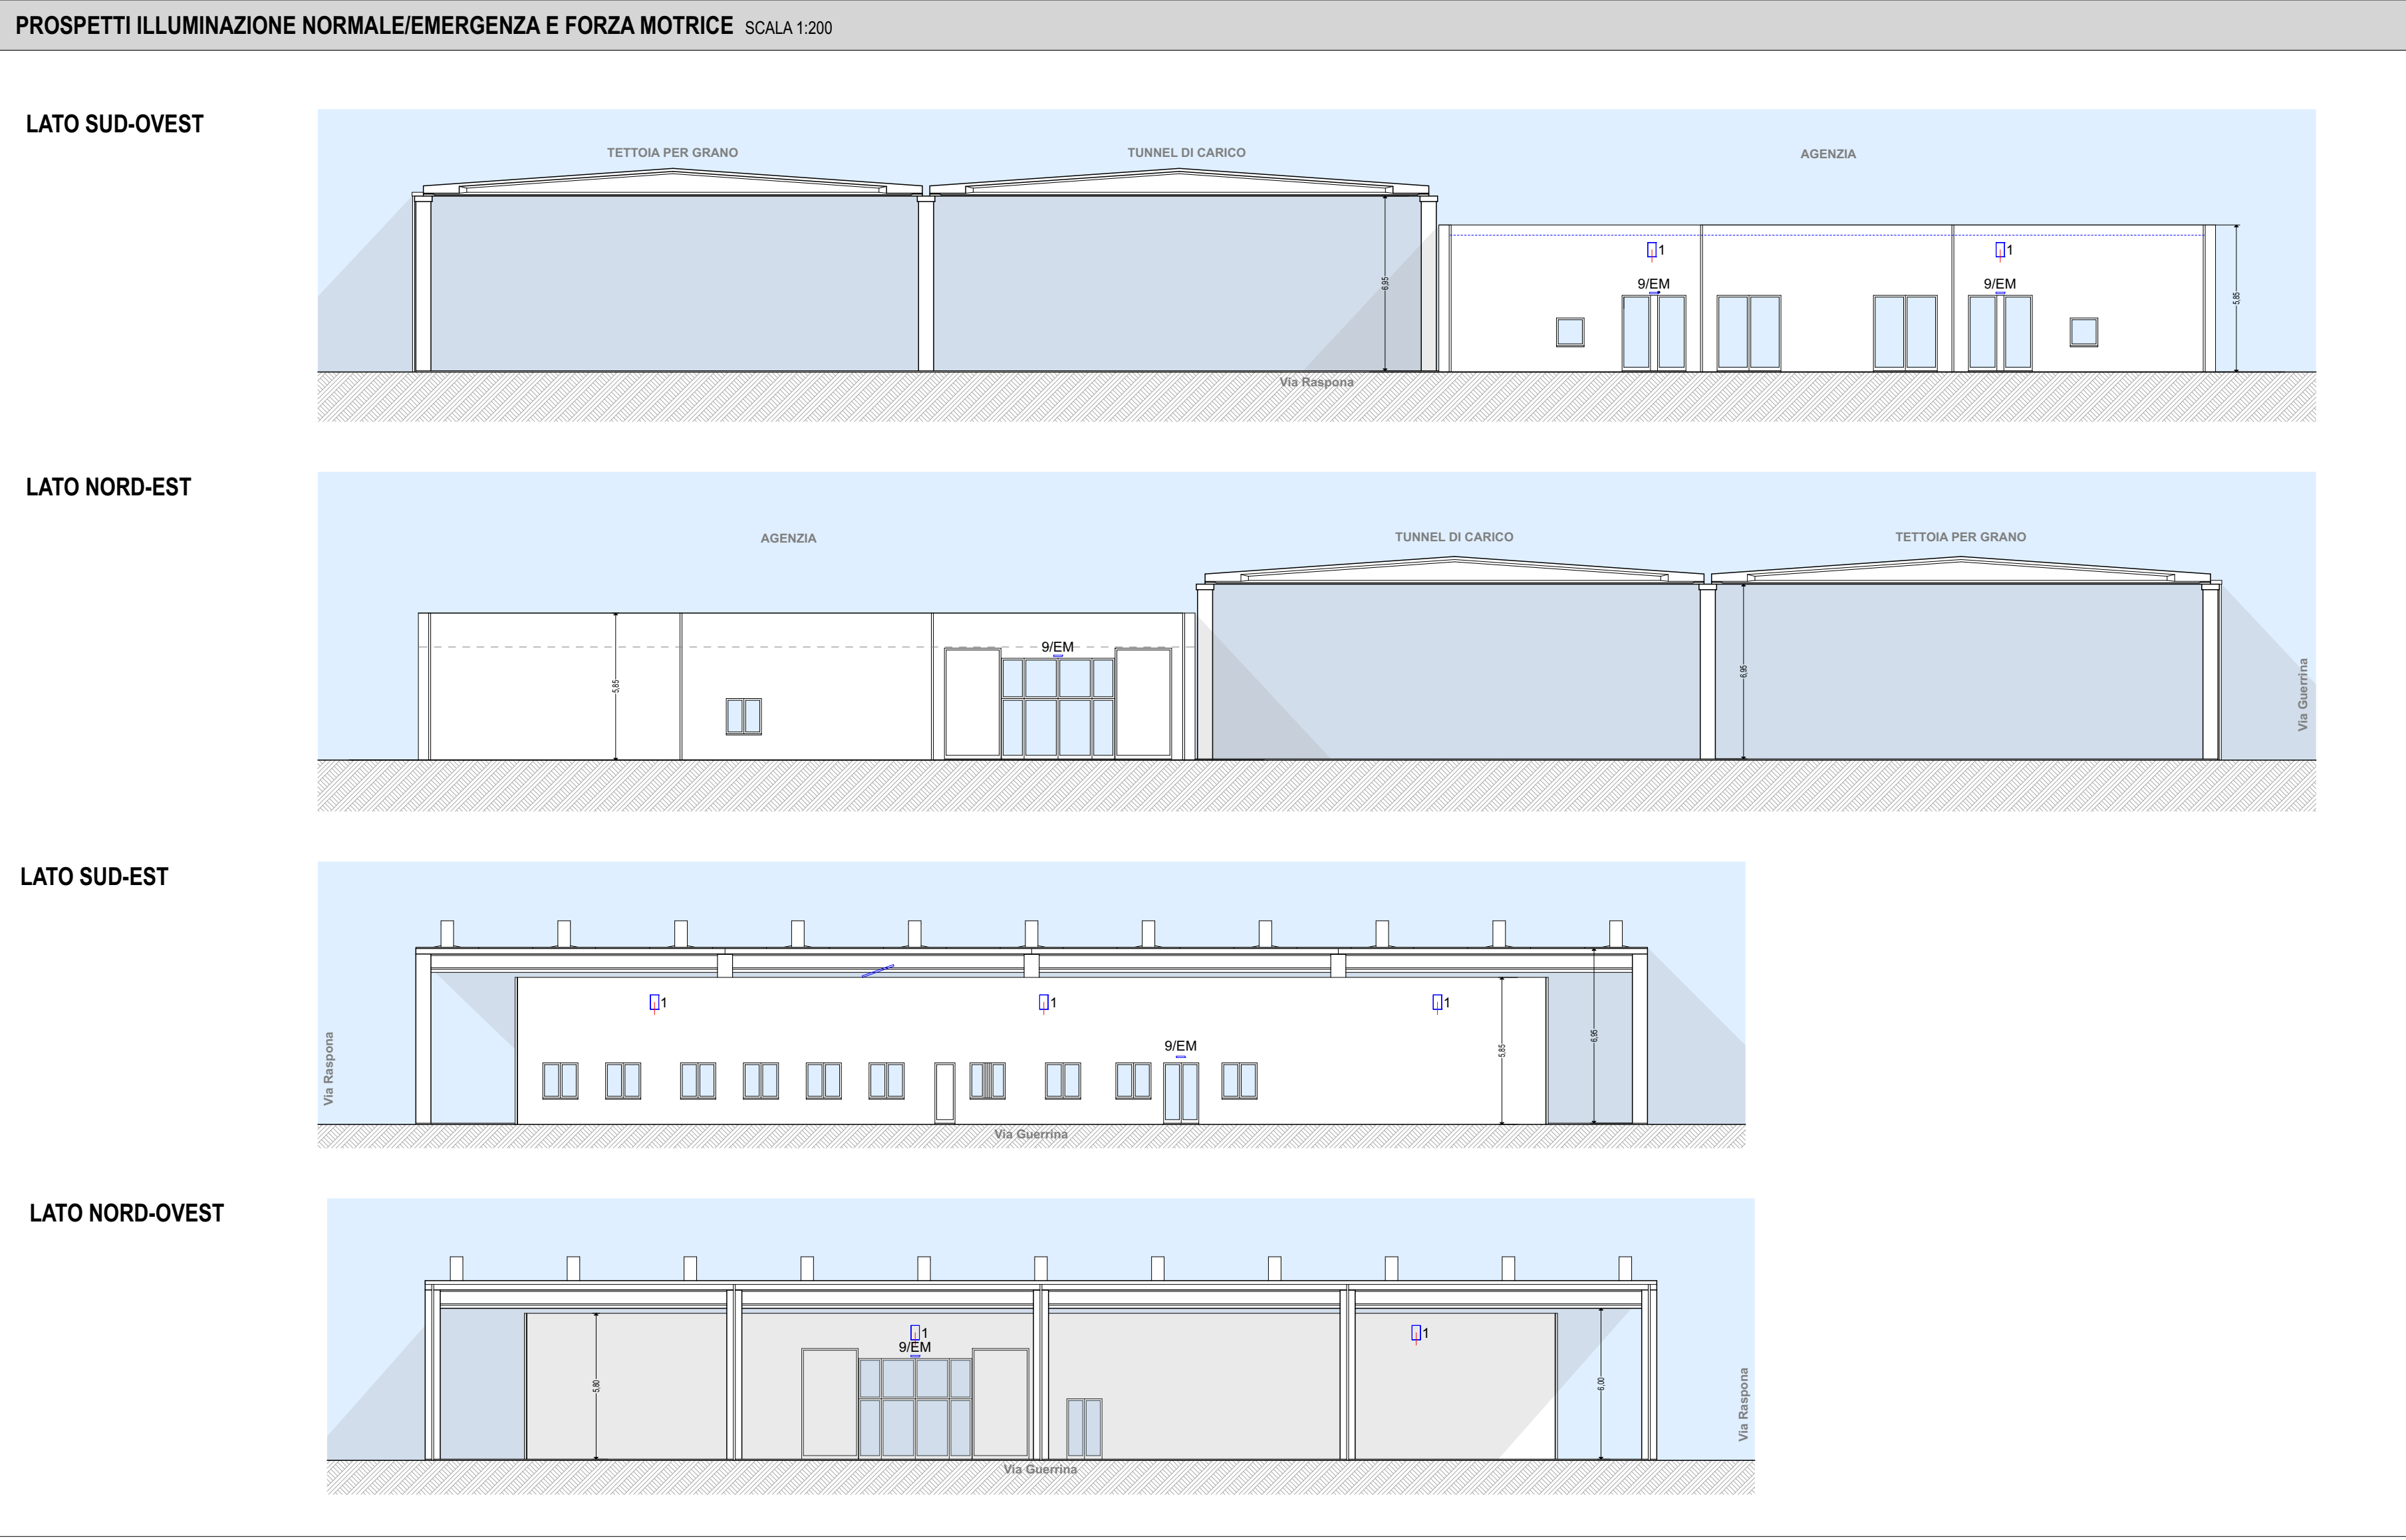 PROSPETTI ILLUMINAZIONE NORMALE/EMERGENZA E FORZA MOTRICE SCALA 1:200
LATO SUD-OVEST
TETTOIA PER GRANO
TUNNEL DI CARICO
AGENZIA
1
1
9/EM
9/EM
6,95
5,85
Via Raspona
LATO NORD-EST
AGENZIA
TUNNEL DI CARICO
TETTOIA PER GRANO
9/EM
5,85
6,95
Via Guerrina
LATO SUD-EST
1
1
1
9/EM
5,85
6,95
Via Raspona
Via Guerrina
LATO NORD-OVEST
1
9/EM
1
5,80
6,00
Via Raspona
Via Guerrina